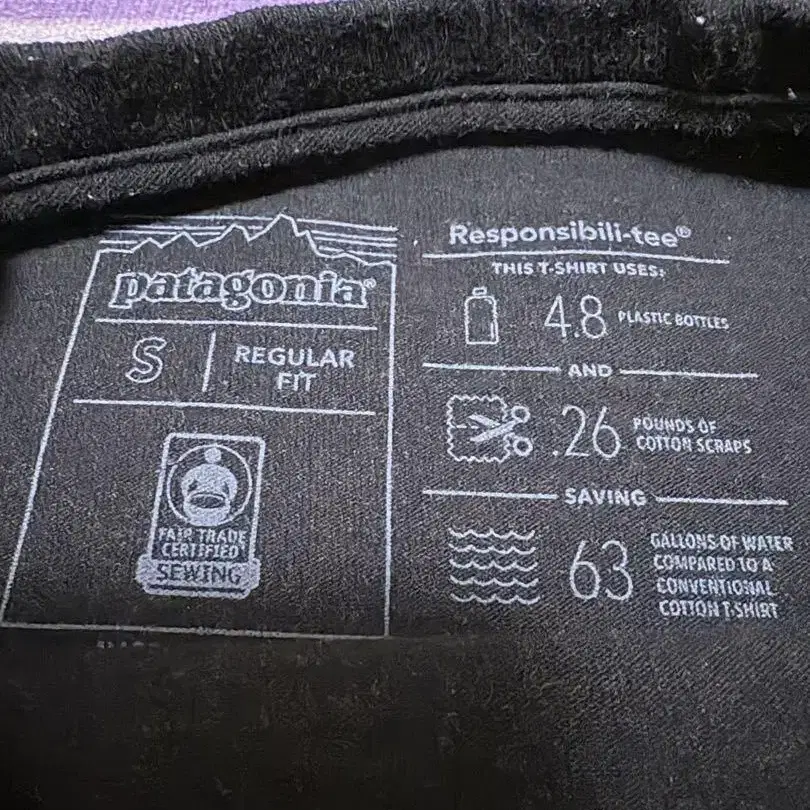 patagonia®
S
REGULAR
FIT
FAIR TRADE
CERTIFIED
SEWING
Responsibili-tee®
THIS T-SHIRT USES:
4.8 PLASTIC BOTTLES
AND
.26 POUNDS OF
COTTON SCRAPS
SAVING
63 GALLONS OF WATER
COMPARED TO A
CONVENTIONAL
COTTON T-SHIRT